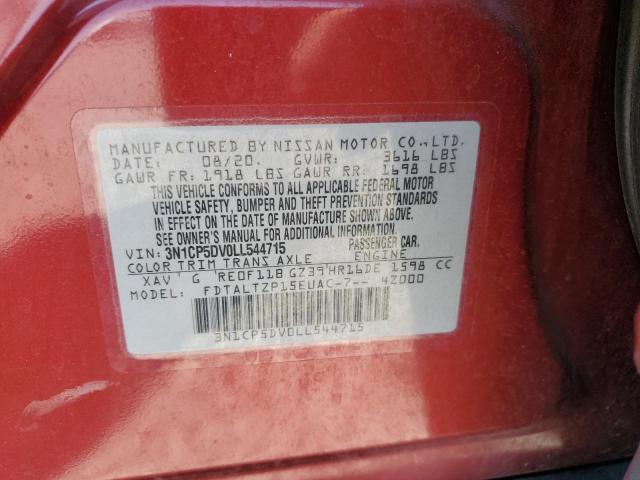 MANUFACTURED BY NISSAN MOTOR CO.,LTD.
DATE: 08/20. GVWR: 3616 LBS
GAWR FR: 1918 LBS GAWR RR: 1698 LBS
THIS VEHICLE CONFORMS TO ALL APPLICABLE FEDERAL MOTOR
VEHICLE SAFETY, BUMPER AND THEFT PREVENTION STANDARDS
IN EFFECT ON THE DATE OF MANUFACTURE SHOWN ABOVE.
SEE OWNER'S MANUAL FOR ADDITIONAL INFORMATION.
VIN: 3N1CP5DV0LL544715 PASSENGER CAR.
COLOR TRIM TRANS AXLE ENGINE
XAV G RE0F11B GZ39 HR16DE 1598 CC
MODEL: FDTALTZP15EUAC-7-- 4Z000
3N1CP5DV0LL544715